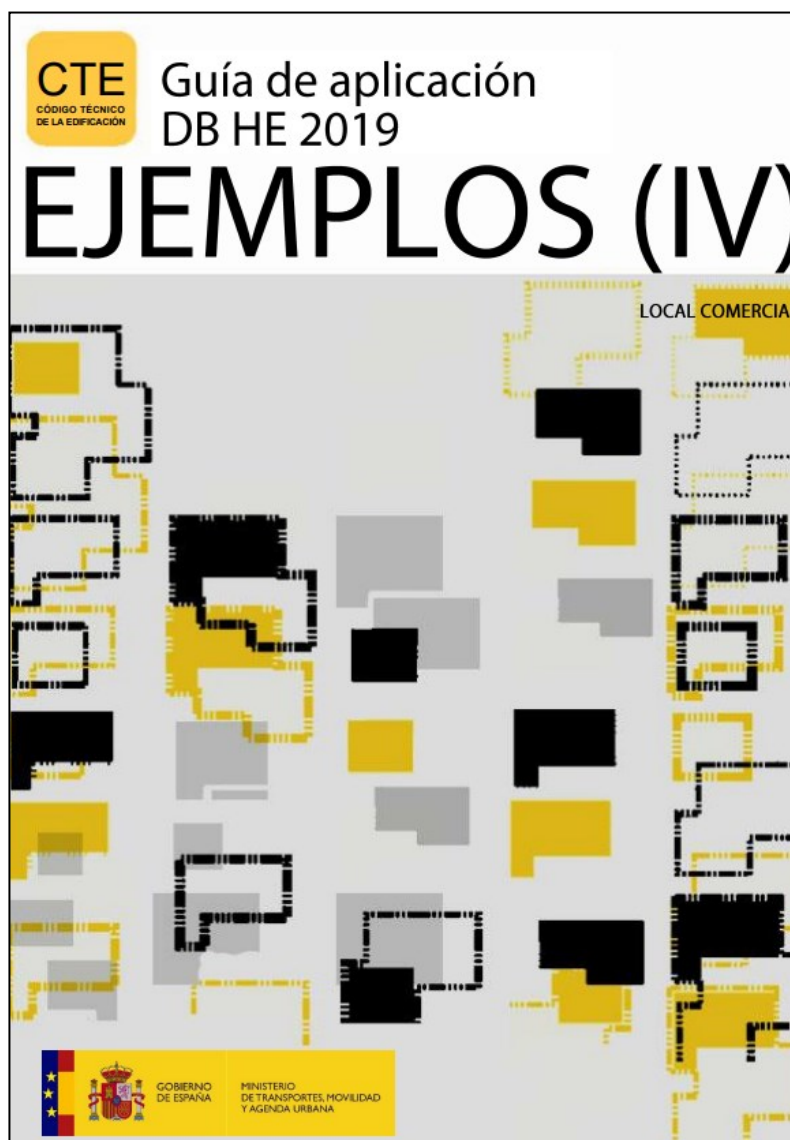 CTE
CÓDIGO TÉCNICO
DE LA EDIFICACIÓN
Guía de aplicación
DB HE 2019
EJEMPLOS (IV)
LOCAL COMERCIA
GOBIERNO
DE ESPAÑA
MINISTERIO
DE TRANSPORTES, MOVILIDAD
Y AGENDA URBANA